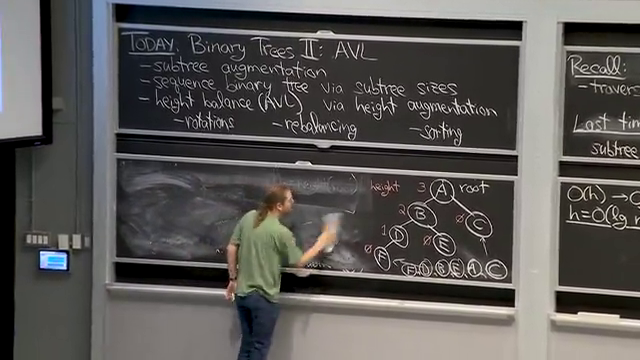 TODAY: Binary Trees II: AVL
- subtree augmentation
- sequence binary tree via subtree sizes
- height balance (AVL) via height augmentation
- rotations - rebalancing - sorting
height 3 A root
2 B
∅ C
1 D
∅ E
∅ F
F D B E A C
Recall:
- travers
Last tim
subtree
O(h) →
h=O(lg